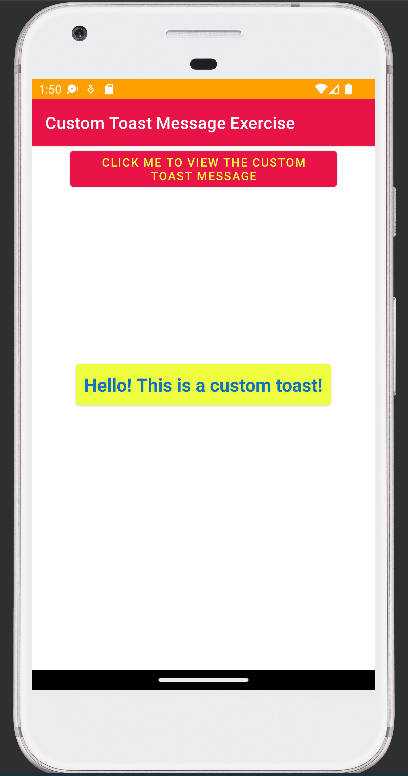 1:50
Custom Toast Message Exercise
CLICK ME TO VIEW THE CUSTOM
TOAST MESSAGE
Hello! This is a custom toast!